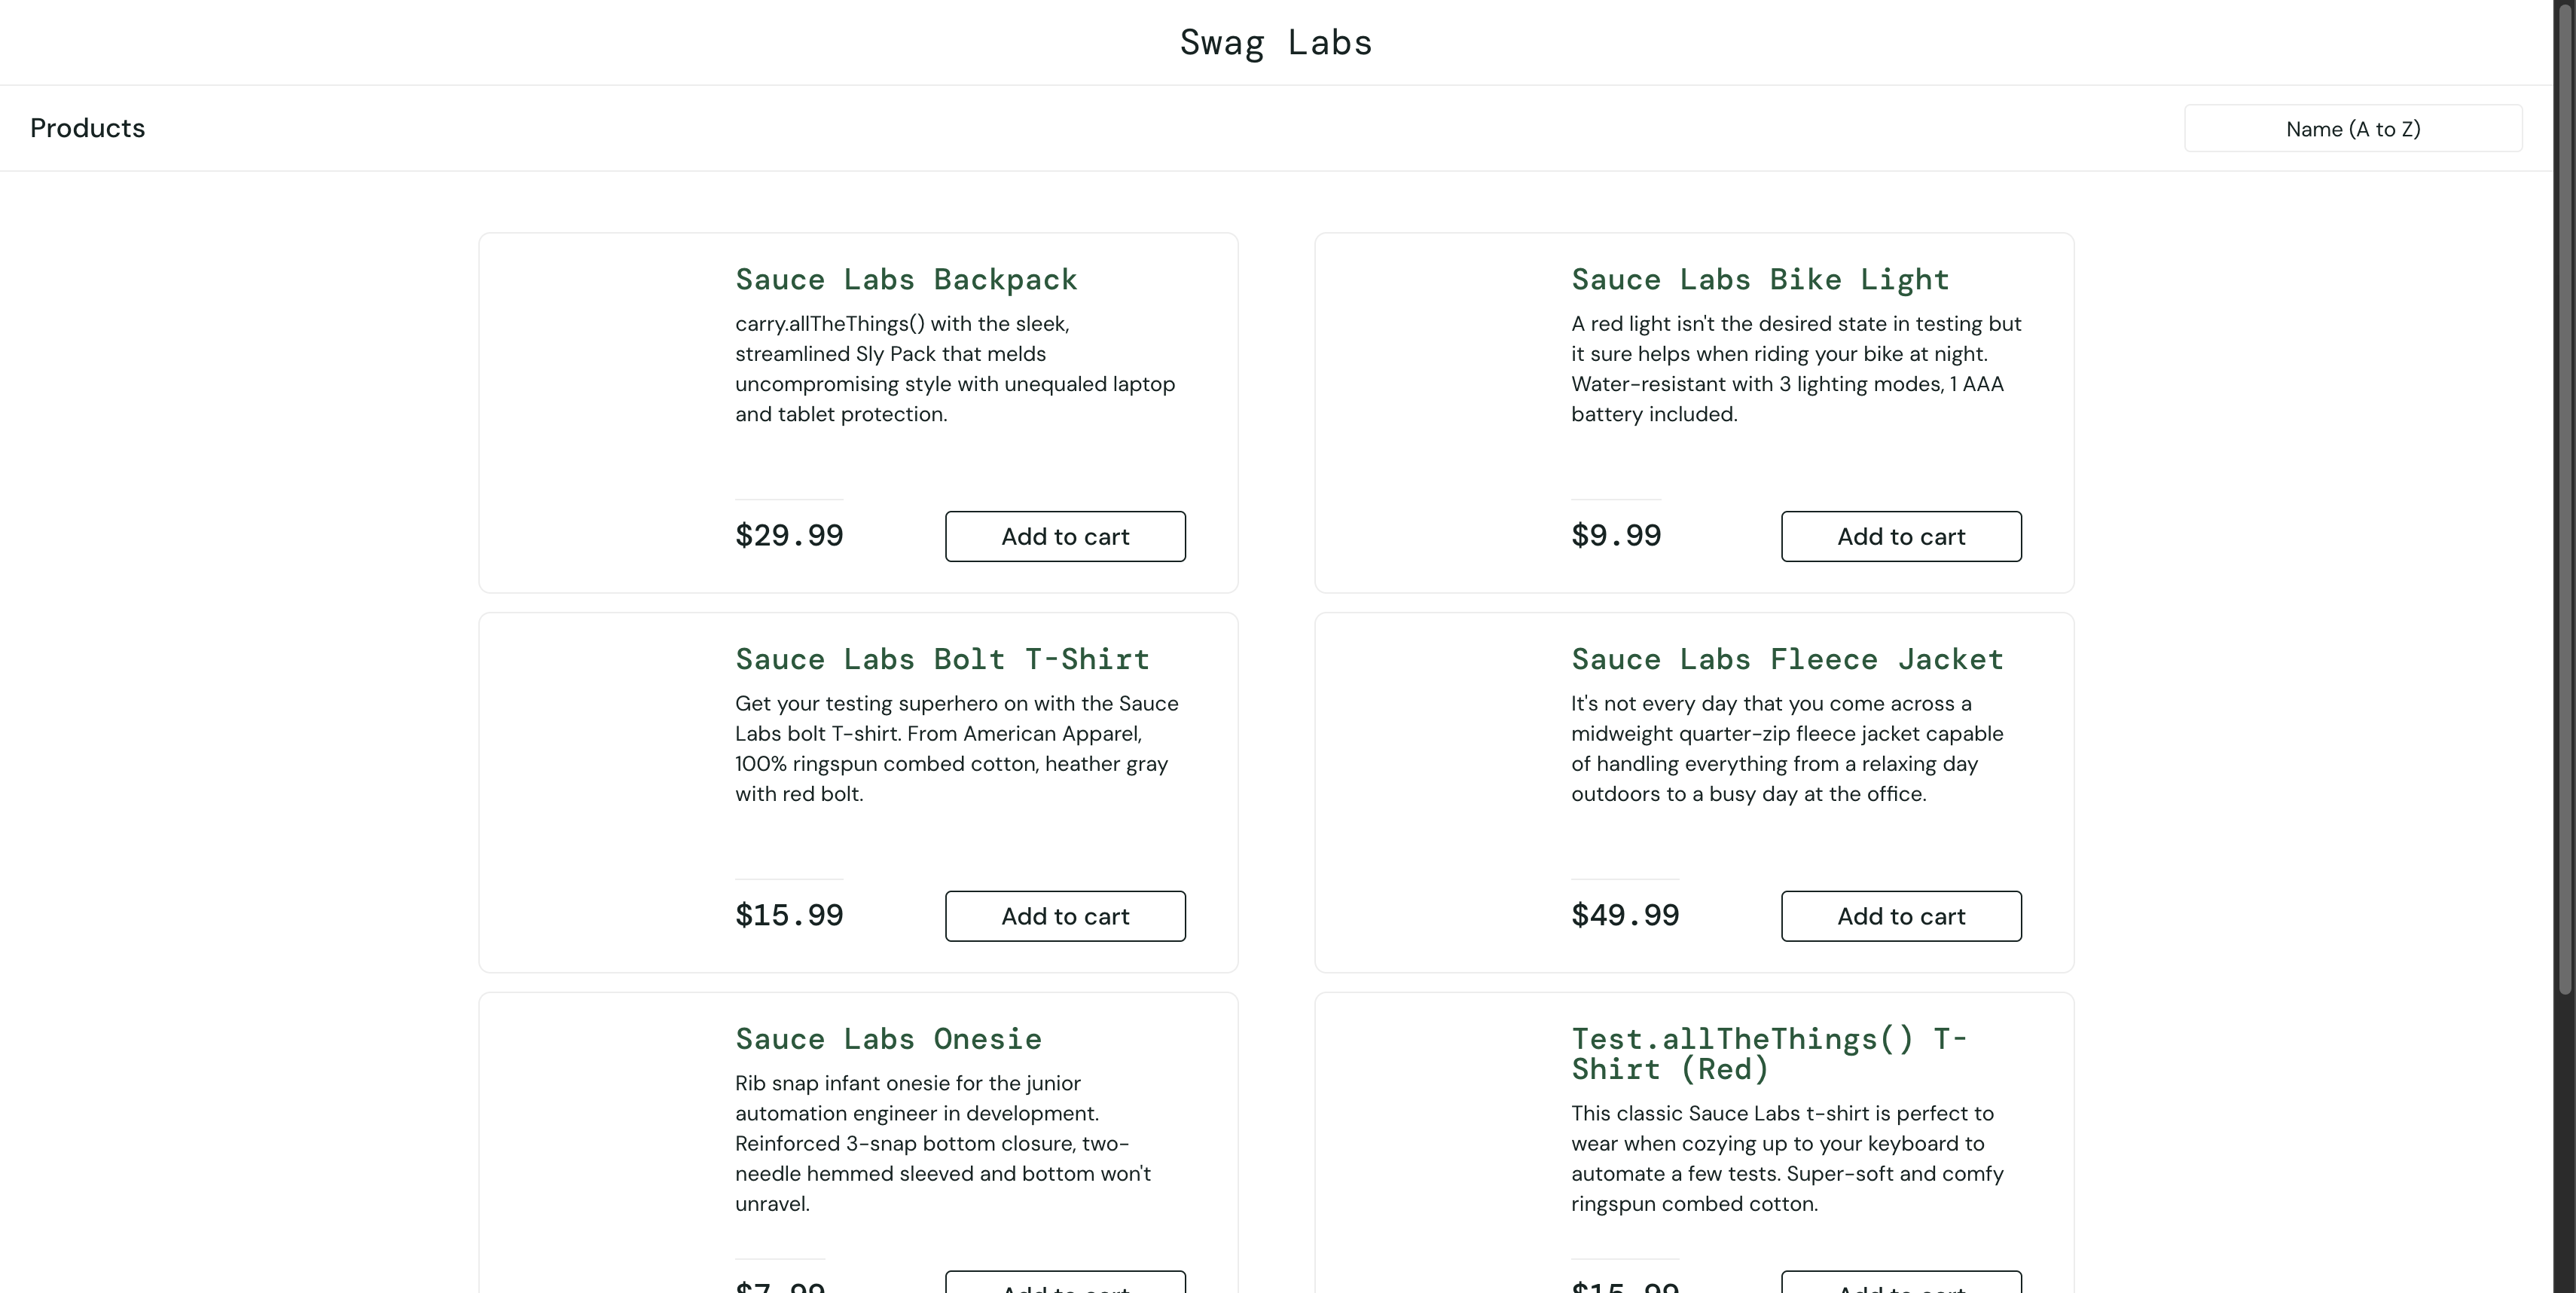 Swag Labs
Products
Name (A to Z)
Sauce Labs Backpack
carry.allTheThings() with the sleek,
streamlined Sly Pack that melds
uncompromising style with unequaled laptop
and tablet protection.
$29.99
Add to cart
Sauce Labs Bike Light
A red light isn't the desired state in testing but
it sure helps when riding your bike at night.
Water-resistant with 3 lighting modes, 1 AAA
battery included.
$9.99
Add to cart
Sauce Labs Bolt T-Shirt
Get your testing superhero on with the Sauce
Labs bolt T-shirt. From American Apparel,
100% ringspun combed cotton, heather gray
with red bolt.
$15.99
Add to cart
Sauce Labs Fleece Jacket
It's not every day that you come across a
midweight quarter-zip fleece jacket capable
of handling everything from a relaxing day
outdoors to a busy day at the office.
$49.99
Add to cart
Sauce Labs Onesie
Rib snap infant onesie for the junior
automation engineer in development.
Reinforced 3-snap bottom closure, two-
needle hemmed sleeved and bottom won't
unravel.
$7.99
Add to cart
Test.allTheThings() T-
Shirt (Red)
This classic Sauce Labs t-shirt is perfect to
wear when cozying up to your keyboard to
automate a few tests. Super-soft and comfy
ringspun combed cotton.
$15.99
Add to cart